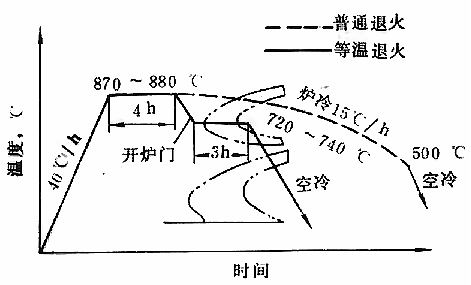 普通退火
等温退火
870 ~ 880 ℃
4 h
炉冷15℃/h
开炉门
3h
720
~740 ℃
500 ℃
空冷
空冷
40℃/h
温度，℃
时间